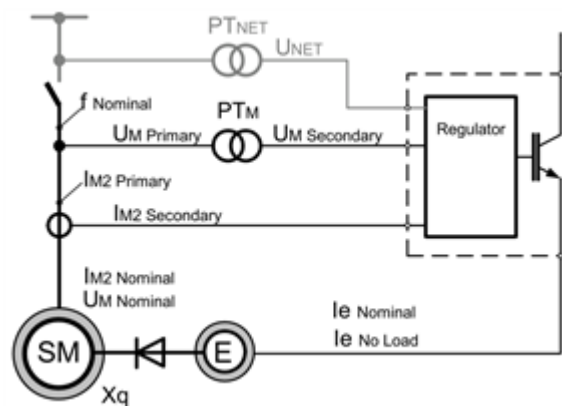 PTNET
UNET
f Nominal
PTM
UM Primary
UM Secondary
Regulator
IM2 Primary
IM2 Secondary
IM2 Nominal
UM Nominal
Ie Nominal
Ie No Load
SM
E
Xq